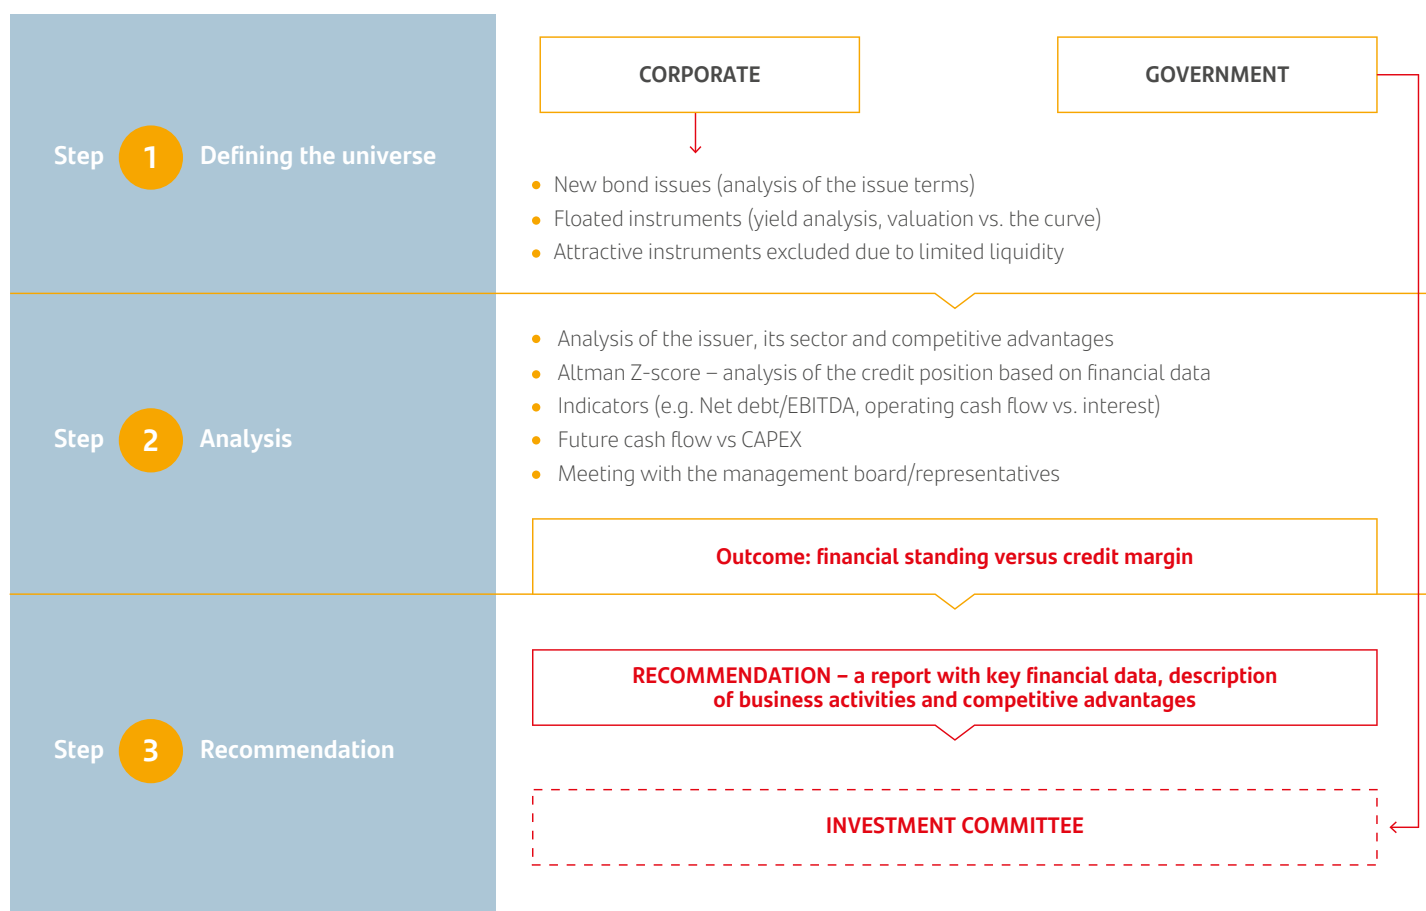 CORPORATE
GOVERNMENT
Step 1 Defining the universe
New bond issues (analysis of the issue terms)
Floated instruments (yield analysis, valuation vs. the curve)
Attractive instruments excluded due to limited liquidity
Step 2 Analysis
Analysis of the issuer, its sector and competitive advantages
Altman Z-score – analysis of the credit position based on financial data
Indicators (e.g. Net debt/EBITDA, operating cash flow vs. interest)
Future cash flow vs CAPEX
Meeting with the management board/representatives
Outcome: financial standing versus credit margin
Step 3 Recommendation
RECOMMENDATION – a report with key financial data, description
of business activities and competitive advantages
INVESTMENT COMMITTEE